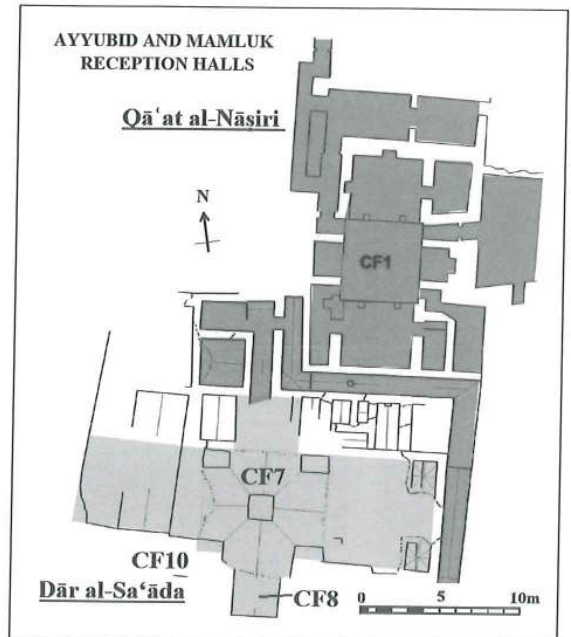 AYYUBID AND MAMLUK
RECEPTION HALLS
Qāʿat al-Nāṣiri
N
CF1
CF7
CF10
Dār al-Saʿāda
CF8
0 5 10m